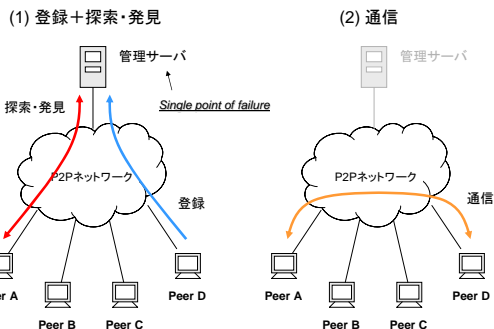 (1) 登録＋探索・発見
管理サーバ
探索・発見
Single point of failure
P2Pネットワーク
登録
er A
Peer B
Peer C
Peer D
(2) 通信
管理サーバ
P2Pネットワーク
通信
Peer A
Peer B
Peer C
Peer D